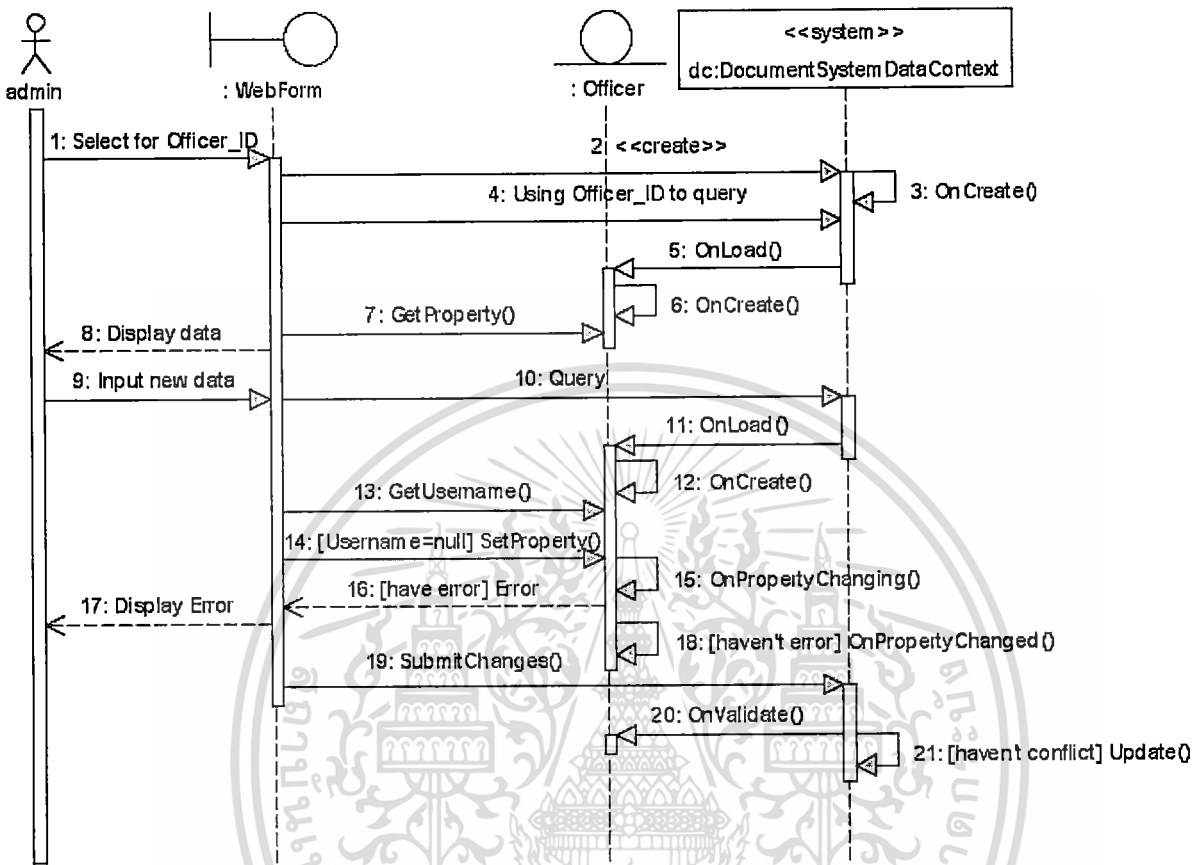 <<system>>
dc:DocumentSystemDataContext
admin
: WebForm
: Officer
1: Select for Officer_ID
2: <<create>>
3: OnCreate()
4: Using Officer_ID to query
5: OnLoad()
6: OnCreate()
7: GetProperty()
8: Display data
9: Input new data
10: Query
11: OnLoad()
12: OnCreate()
13: GetUsername()
14: [Username=null] SetProperty()
15: OnPropertyChanging()
16: [have error] Error
17: Display Error
18: [haven't error] OnPropertyChanged()
19: SubmitChanges()
20: OnValidate()
21: [haven't conflict] Update()